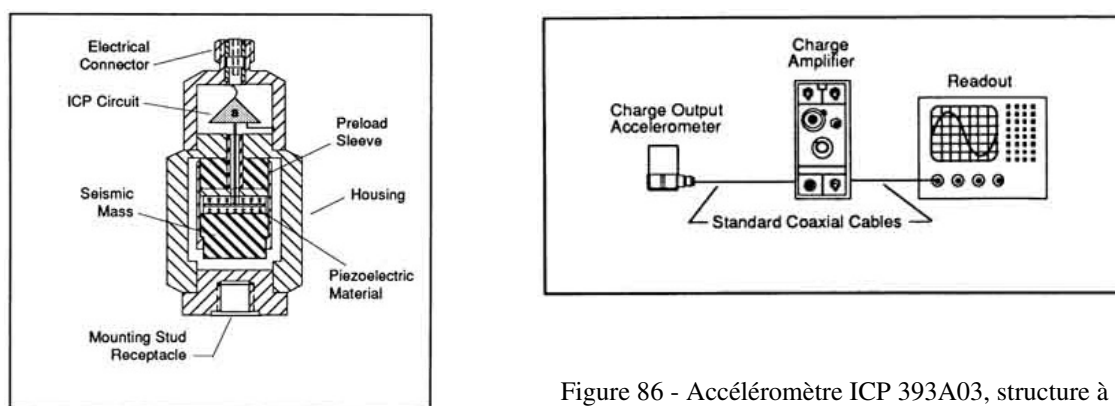 Electrical
Connector
ICP Circuit
a
Preload
Sleeve
Seismic
Mass
Housing
Piezoelectric
Material
Mounting Stud
Receptacle
Charge
Amplifier
Readout
Charge Output
Accelerometer
Standard Coaxial Cables
Figure 86 - Accéléromètre ICP 393A03, structure à